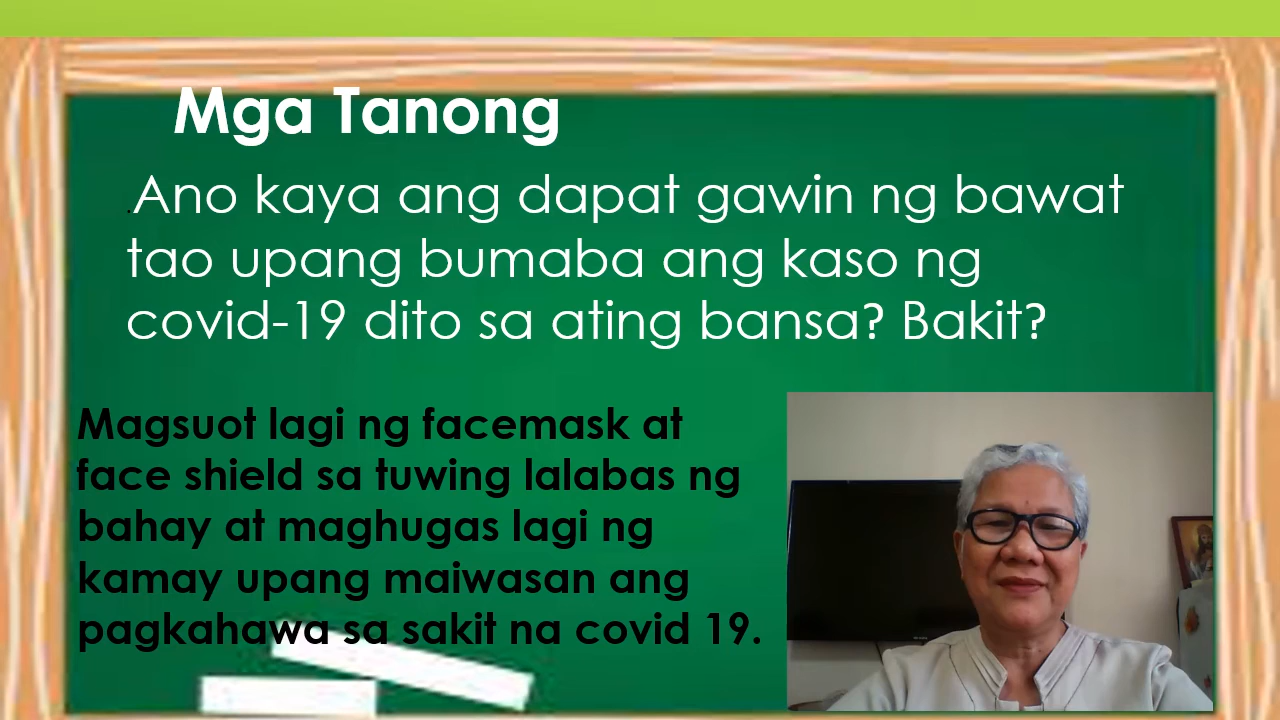 Mga Tanong
.Ano kaya ang dapat gawin ng bawat
tao upang bumaba ang kaso ng
covid-19 dito sa ating bansa? Bakit?
Magsuot lagi ng facemask at
face shield sa tuwing lalabas ng
bahay at maghugas lagi ng
kamay upang maiwasan ang
pagkahawa sa sakit na covid 19.